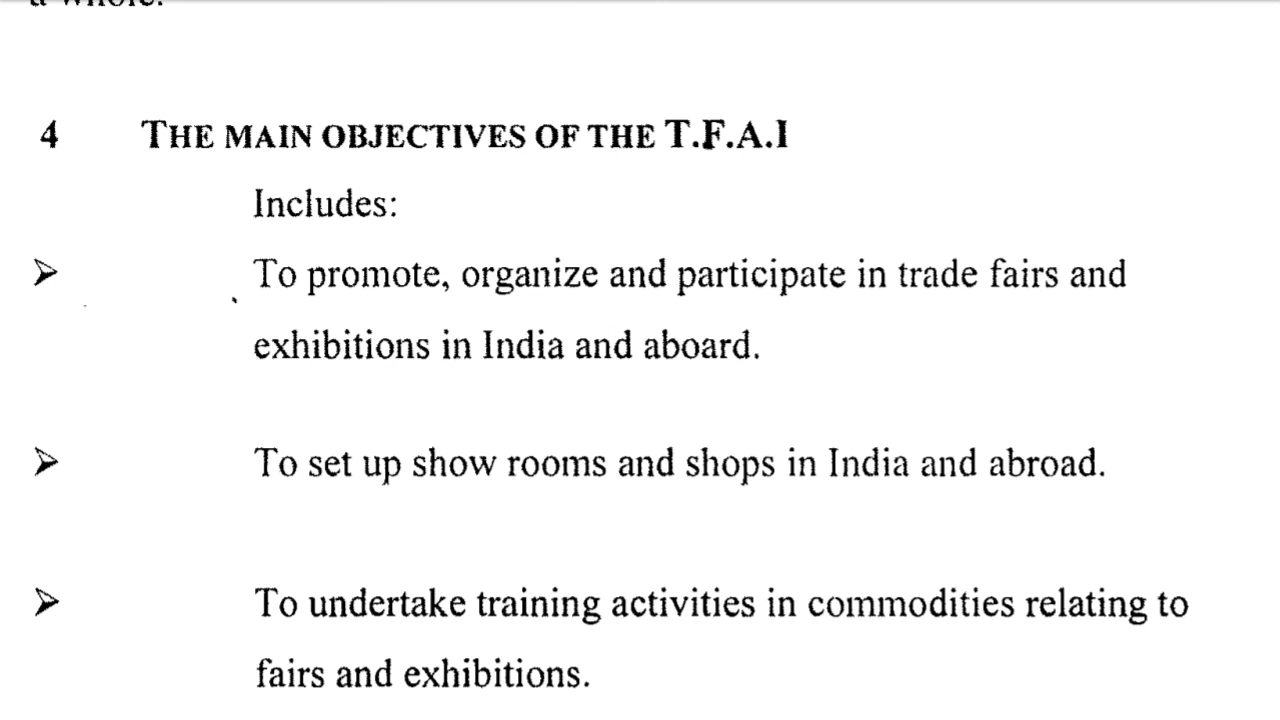 a whole.
4 THE MAIN OBJECTIVES OF THE T.F.A.I
Includes:
➢ To promote, organize and participate in trade fairs and
exhibitions in India and aboard.
➢ To set up show rooms and shops in India and abroad.
➢ To undertake training activities in commodities relating to
fairs and exhibitions.